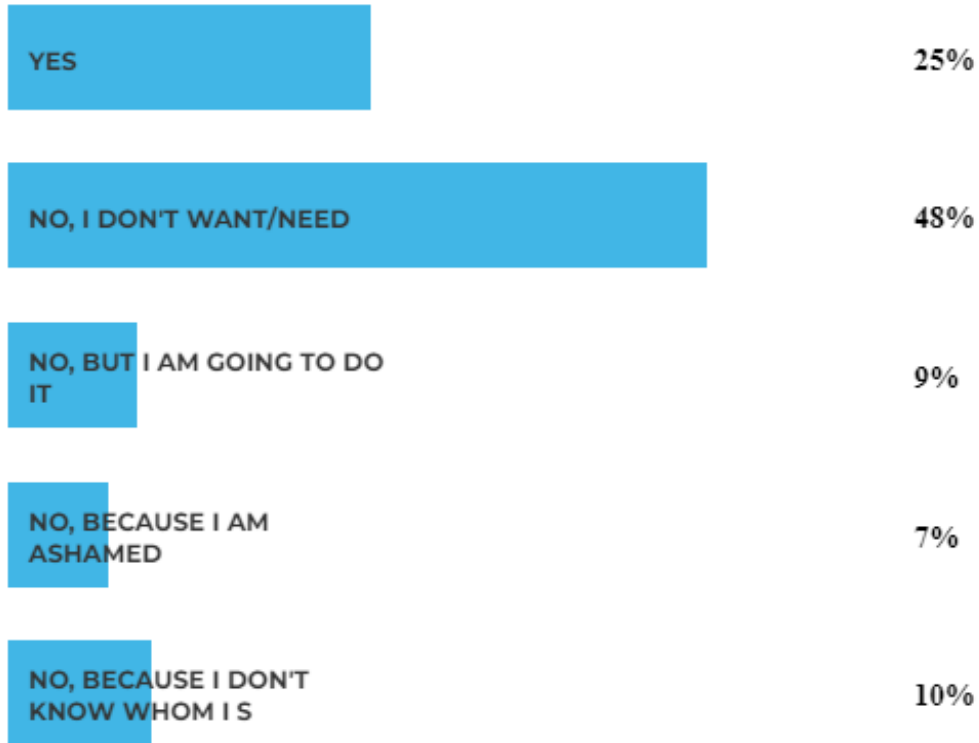 YES
25%
NO, I DON'T WANT/NEED
48%
NO, BUT I AM GOING TO DO
IT
9%
NO, BECAUSE I AM
ASHAMED
7%
NO, BECAUSE I DON'T
KNOW WHOM I S
10%